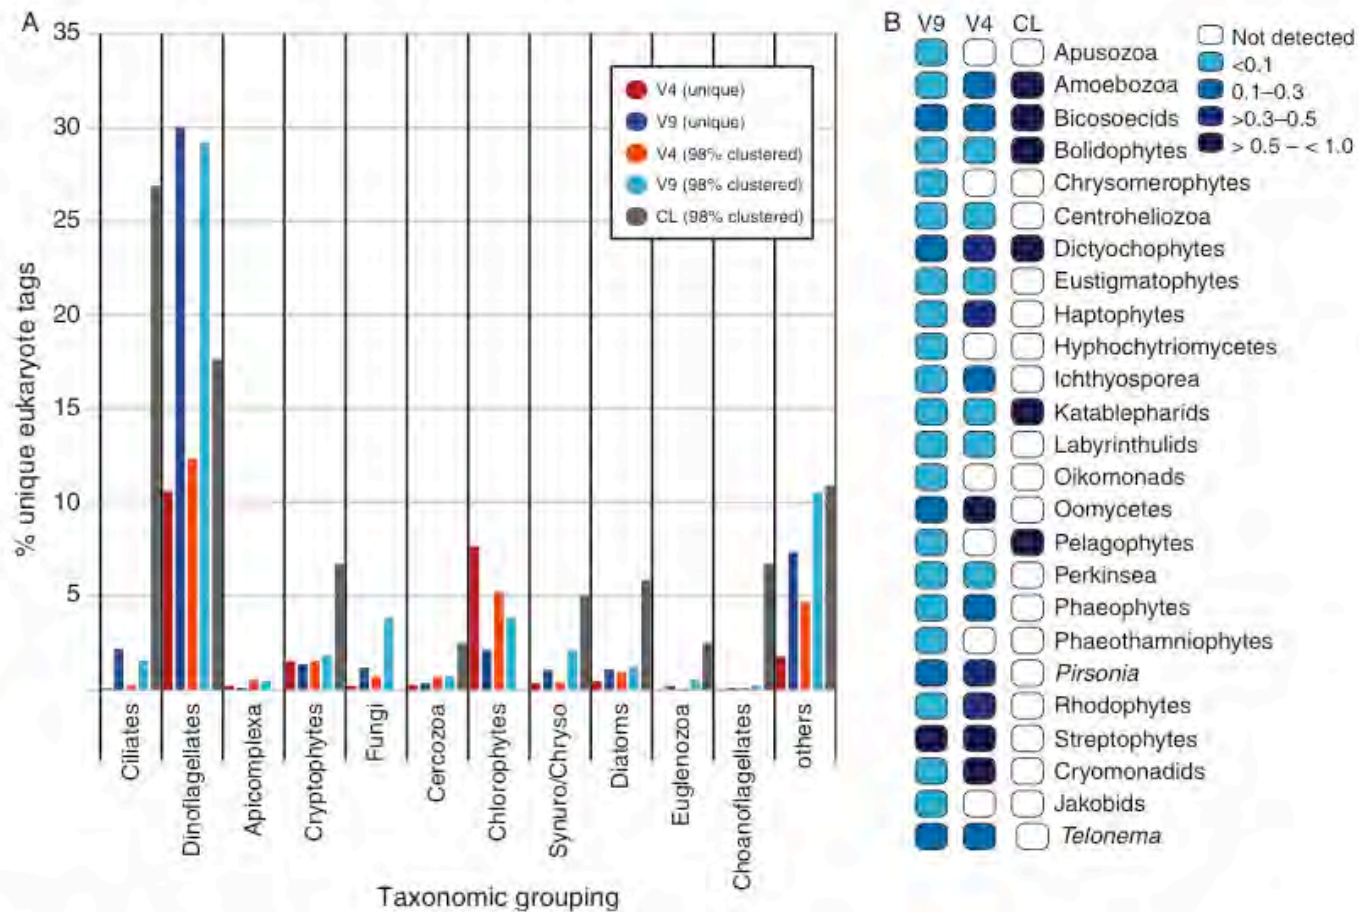 A
35
30
25
20
15
10
5
% unique eukaryote tags
V4 (unique)
V9 (unique)
V4 (98% clustered)
V9 (98% clustered)
CL (98% clustered)
Ciliates
Dinoflagellates
Apicomplexa
Cryptophytes
Fungi
Cercozoa
Chlorophytes
Synuro/Chryso
Diatoms
Euglenozoa
Choanoflagellates
others
Taxonomic grouping
B V9 V4 CL
Not detected
<0.1
0.1–0.3
>0.3–0.5
> 0.5 – < 1.0
Apusozoa
Amoebozoa
Bicosoecids
Bolidophytes
Chrysomerophytes
Centroheliozoa
Dictyochophytes
Eustigmatophytes
Haptophytes
Hyphochytriomycetes
Ichthyosporea
Katablepharids
Labyrinthulids
Oikomonads
Oomycetes
Pelagophytes
Perkinsea
Phaeophytes
Phaeothamniophytes
Pirsonia
Rhodophytes
Streptophytes
Cryomonadids
Jakobids
Telonema